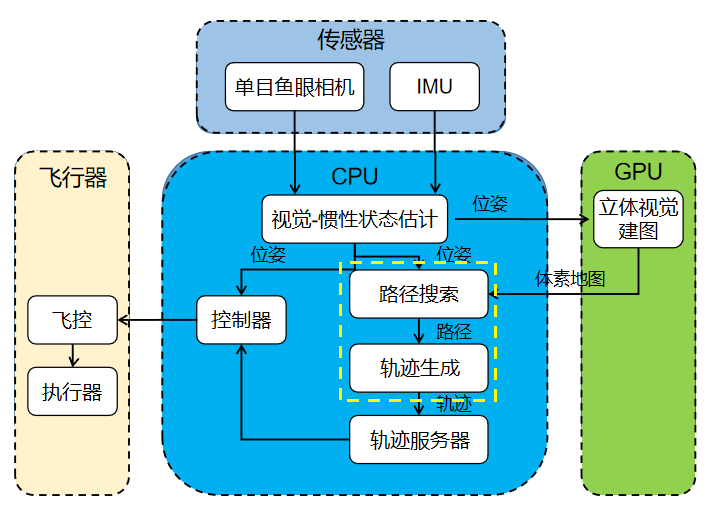 传感器
单目鱼眼相机
IMU
飞行器
CPU
GPU
视觉-惯性状态估计
位姿
立体视觉
建图
位姿
位姿
体素地图
路径搜索
飞控
控制器
路径
轨迹生成
执行器
轨迹
轨迹服务器